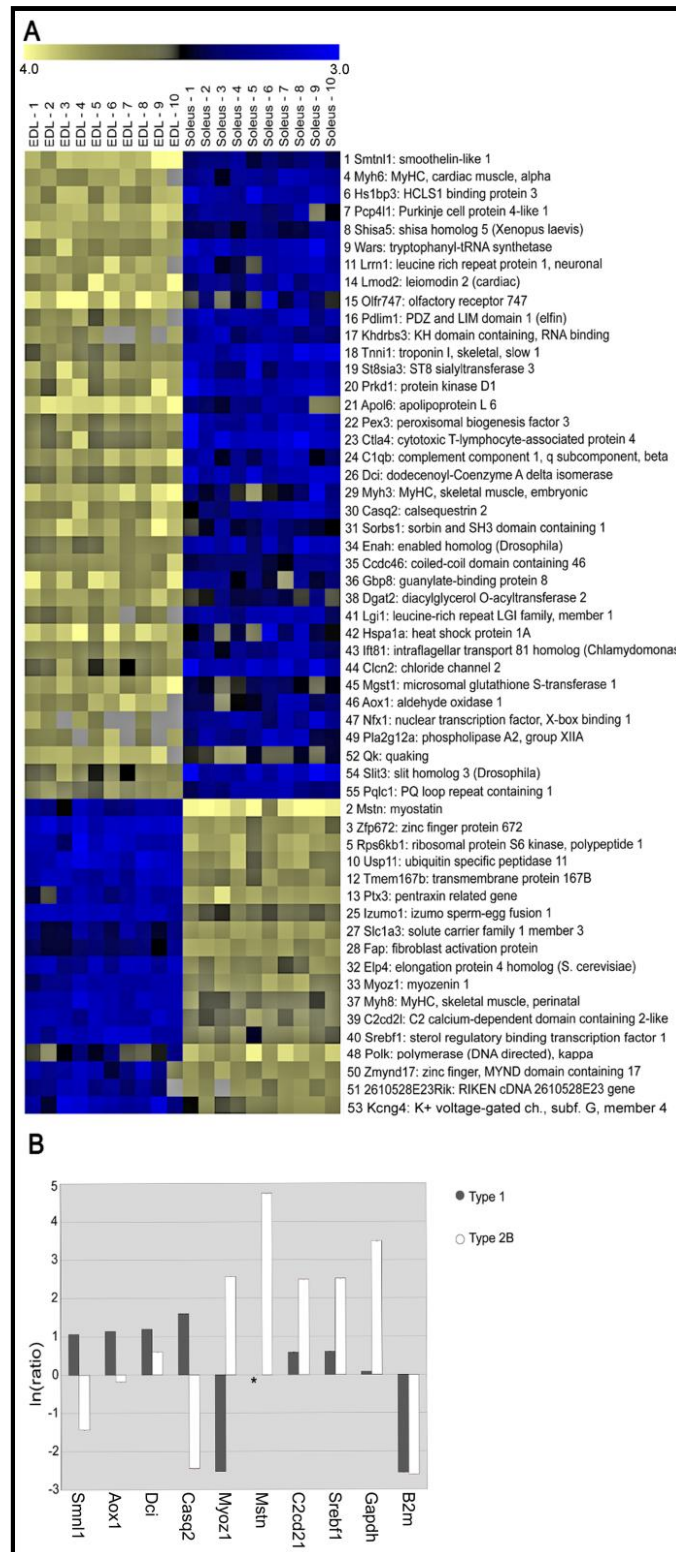 A
4.0 3.0
EDL - 1
EDL - 2
EDL - 3
EDL - 4
EDL - 5
EDL - 6
EDL - 7
EDL - 8
EDL - 9
EDL - 10
Soleus - 1
Soleus - 2
Soleus - 3
Soleus - 4
Soleus - 5
Soleus - 6
Soleus - 7
Soleus - 8
Soleus - 9
Soleus - 10
1 Smtnl1: smoothelin-like 1
4 Myh6: MyHC, cardiac muscle, alpha
6 Hs1bp3: HCLS1 binding protein 3
7 Pcp4l1: Purkinje cell protein 4-like 1
8 Shisa5: shisa homolog 5 (Xenopus laevis)
9 Wars: tryptophanyl-tRNA synthetase
11 Lrrn1: leucine rich repeat protein 1, neuronal
14 Lmod2: leiomodin 2 (cardiac)
15 Olfr747: olfactory receptor 747
16 Pdlim1: PDZ and LIM domain 1 (elfin)
17 Khdrbs3: KH domain containing, RNA binding
18 Tnni1: troponin I, skeletal, slow 1
19 St8sia3: ST8 sialyltransferase 3
20 Prkd1: protein kinase D1
21 Apol6: apolipoprotein L 6
22 Pex3: peroxisomal biogenesis factor 3
23 Ctla4: cytotoxic T-lymphocyte-associated protein 4
24 C1qb: complement component 1, q subcomponent, beta
26 Dci: dodecenoyl-Coenzyme A delta isomerase
29 Myh3: MyHC, skeletal muscle, embryonic
30 Casq2: calsequestrin 2
31 Sorbs1: sorbin and SH3 domain containing 1
34 Enah: enabled homolog (Drosophila)
35 Ccdc46: coiled-coil domain containing 46
36 Gbp8: guanylate-binding protein 8
38 Dgat2: diacylglycerol O-acyltransferase 2
41 Lgi1: leucine-rich repeat LGI family, member 1
42 Hspa1a: heat shock protein 1A
43 Ift81: intraflagellar transport 81 homolog (Chlamydomonas
44 Clcn2: chloride channel 2
45 Mgst1: microsomal glutathione S-transferase 1
46 Aox1: aldehyde oxidase 1
47 Nfx1: nuclear transcription factor, X-box binding 1
49 Pla2g12a: phospholipase A2, group XIIA
52 Qk: quaking
54 Slit3: slit homolog 3 (Drosophila)
55 Pqlc1: PQ loop repeat containing 1
2 Mstn: myostatin
3 Zfp672: zinc finger protein 672
5 Rps6kb1: ribosomal protein S6 kinase, polypeptide 1
10 Usp11: ubiquitin specific peptidase 11
12 Tmem167b: transmembrane protein 167B
13 Ptx3: pentraxin related gene
25 Izumo1: izumo sperm-egg fusion 1
27 Slc1a3: solute carrier family 1 member 3
28 Fap: fibroblast activation protein
32 Elp4: elongation protein 4 homolog (S. cerevisiae)
33 Myoz1: myozenin 1
37 Myh8: MyHC, skeletal muscle, perinatal
39 C2cd2l: C2 calcium-dependent domain containing 2-like
40 Srebf1: sterol regulatory binding transcription factor 1
48 Polk: polymerase (DNA directed), kappa
50 Zmynd17: zinc finger, MYND domain containing 17
51 2610528E23Rik: RIKEN cDNA 2610528E23 gene
53 Kcng4: K+ voltage-gated ch., subf. G, member 4
B
5
4
3
2
1
0
-1
-2
-3
ln(ratio)
*
Smnl1
Aox1
Dci
Casq2
Myoz1
Mstn
C2cd21
Srebf1
Gapdh
B2m
Type 1
Type 2B